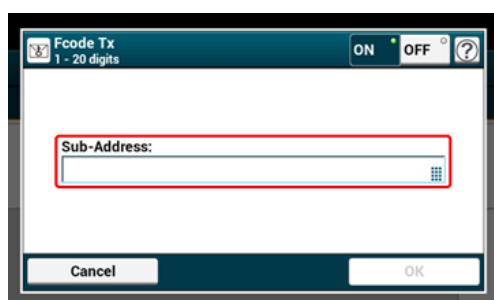 Fcode Tx
1 - 20 digits
ON OFF ?
Sub-Address:
Cancel OK